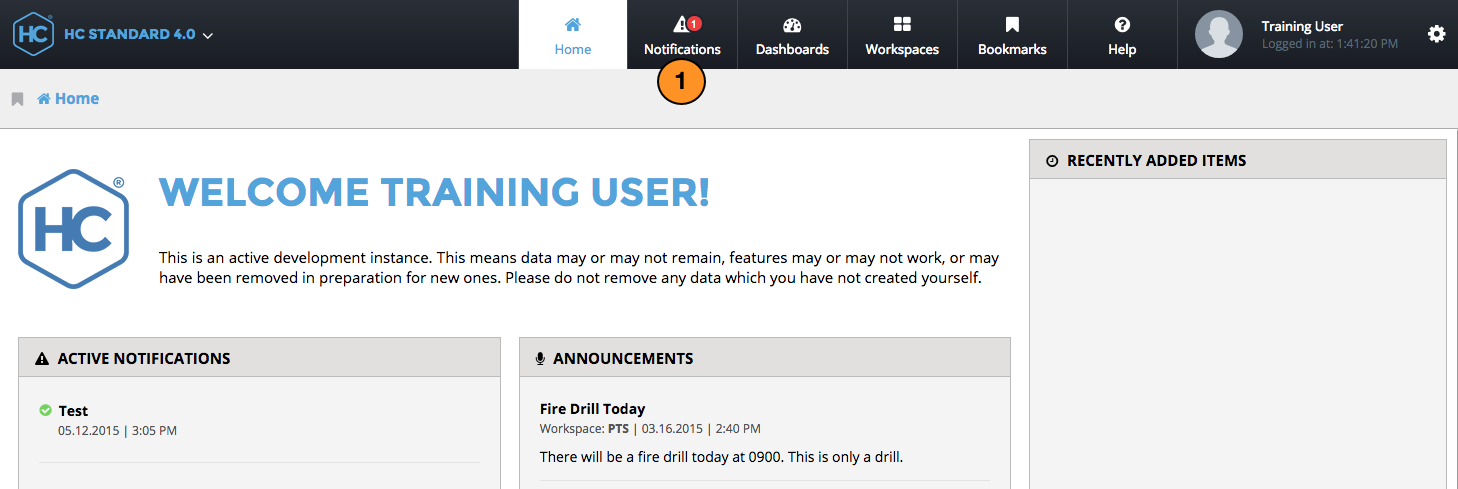 HC
HC STANDARD 4.0
Home
1
Notifications
Dashboards
Workspaces
Bookmarks
Help
Training User
Logged in at: 1:41:20 PM
1
Home
HC®
WELCOME TRAINING USER!
This is an active development instance. This means data may or may not remain, features may or may not work, or may
have been removed in preparation for new ones. Please do not remove any data which you have not created yourself.
RECENTLY ADDED ITEMS
ACTIVE NOTIFICATIONS
Test
05.12.2015 | 3:05 PM
ANNOUNCEMENTS
Fire Drill Today
Workspace: PTS | 03.16.2015 | 2:40 PM
There will be a fire drill today at 0900. This is only a drill.